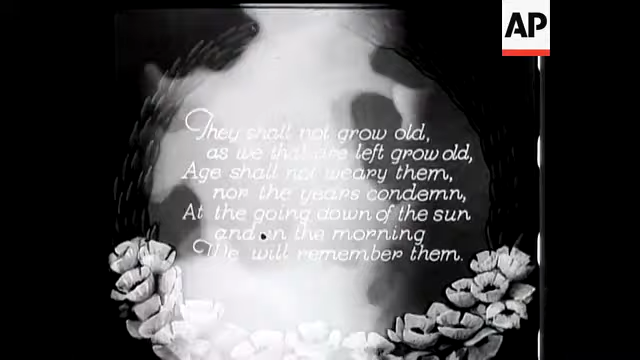 AP
They shall not grow old,
as we that are left grow old,
Age shall not weary them,
nor the years condemn,
At the going down of the sun
and in the morning
We will remember them.